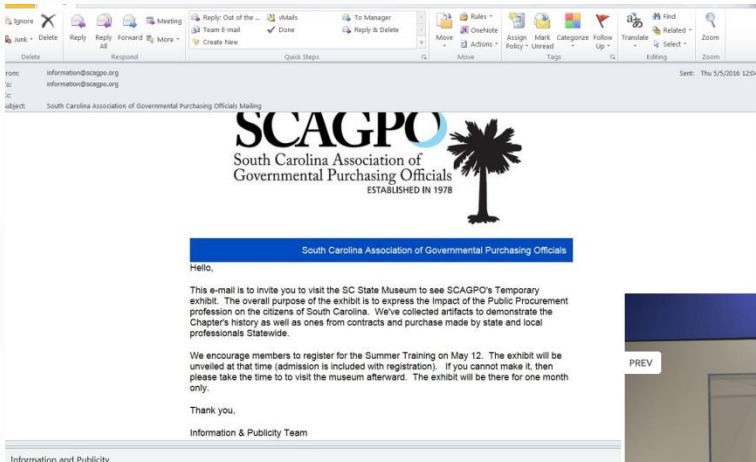 Ignore
Junk
Delete
Reply
Reply All
Forward
Meeting
More
Delete
Respond
Reply: Out of the ...
Team E-mail
Create New
vMails
Done
To Manager
Reply & Delete
Quick Steps
Move
Rules
OneNote
Actions
Move
Assign Policy
Mark Unread
Categorize
Follow Up
Tags
Translate
Find
Related
Select
Editing
Zoom
Zoom
information@scagpo.org
Sent: Thu 5/5/2016 12:04
information@scagpo.org
South Carolina Association of Governmental Purchasing Officials Mailing
SCAGPO
South Carolina Association of
Governmental Purchasing Officials
ESTABLISHED IN 1978
South Carolina Association of Governmental Purchasing Officials
Hello,
This e-mail is to invite you to visit the SC State Museum to see SCAGPO's Temporary
exhibit. The overall purpose of the exhibit is to express the Impact of the Public Procurement
profession on the citizens of South Carolina. We've collected artifacts to demonstrate the
Chapter's history as well as ones from contracts and purchase made by state and local
professionals Statewide.
We encourage members to register for the Summer Training on May 12. The exhibit will be
unveiled at that time (admission is included with registration). If you cannot make it, then
please take the time to to visit the museum afterward. The exhibit will be there for one month
only.
Thank you,
Information & Publicity Team
Information and Publicity
PREV